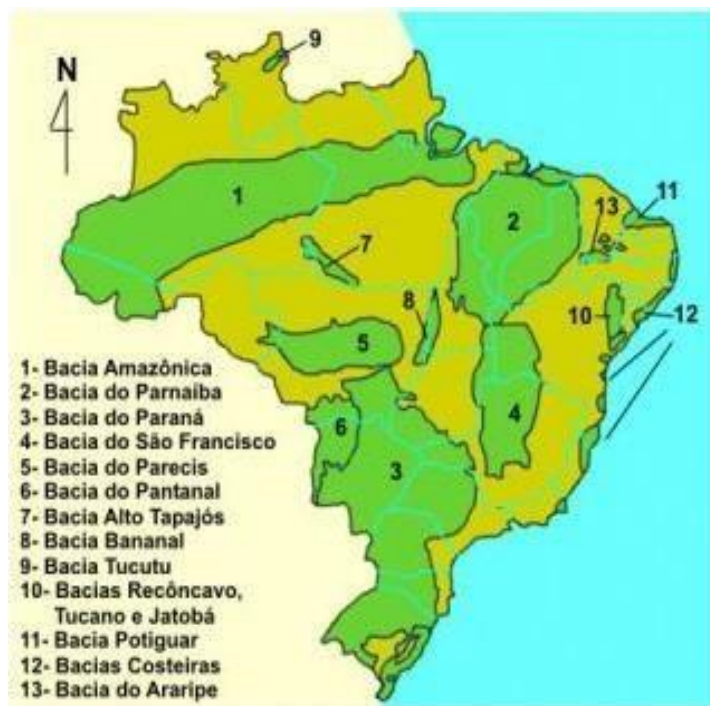 9
N
1
11
13
2
7
8
10
12
5
1- Bacia Amazônica
2- Bacia do Parnaíba
3- Bacia do Paraná
4- Bacia do São Francisco
5- Bacia do Parecis
6- Bacia do Pantanal
7- Bacia Alto Tapajós
8- Bacia Bananal
9- Bacia Tucutu
10- Bacias Recôncavo,
Tucano e Jatobá
11- Bacia Potiguar
12- Bacias Costeiras
13- Bacia do Araripe
4
6
3